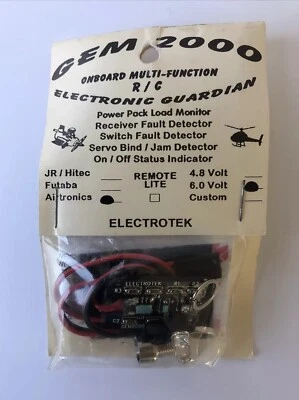 GEM 2000
ONBOARD MULTI-FUNCTION
R / C
ELECTRONIC GUARDIAN
Power Pack Load Monitor
Receiver Fault Detector
Switch Fault Detector
Servo Bind / Jam Detector
On / Off Status Indicator
JR / Hitec REMOTE 4.8 Volt
Futaba LITE 6.0 Volt
Airtronics Custom
ELECTROTEK
ELECTROTEK
R3